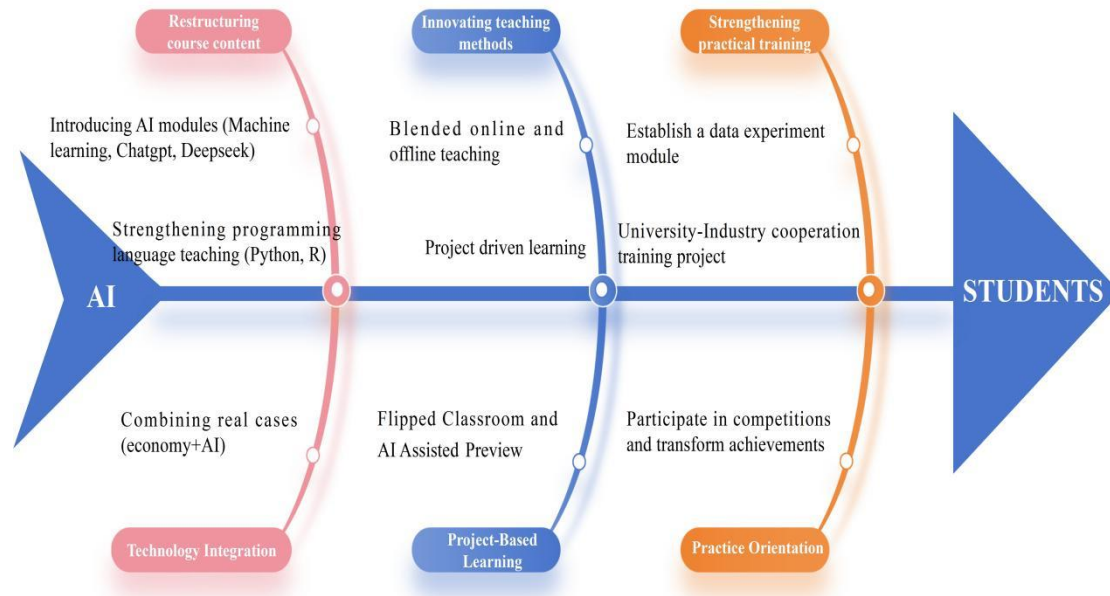 Restructuring
course content
Innovating teaching
methods
Strengthening
practical training
Introducing AI modules (Machine
learning, Chatgpt, Deepseek)
Blended online and
offline teaching
Establish a data experiment
module
Strengthening programming
language teaching (Python, R)
Project driven learning
University-Industry cooperation
training project
AI
STUDENTS
Combining real cases
(economy+AI)
Flipped Classroom and
AI Assisted Preview
Participate in competitions
and transform achievements
Technology Integration
Project-Based
Learning
Practice Orientation